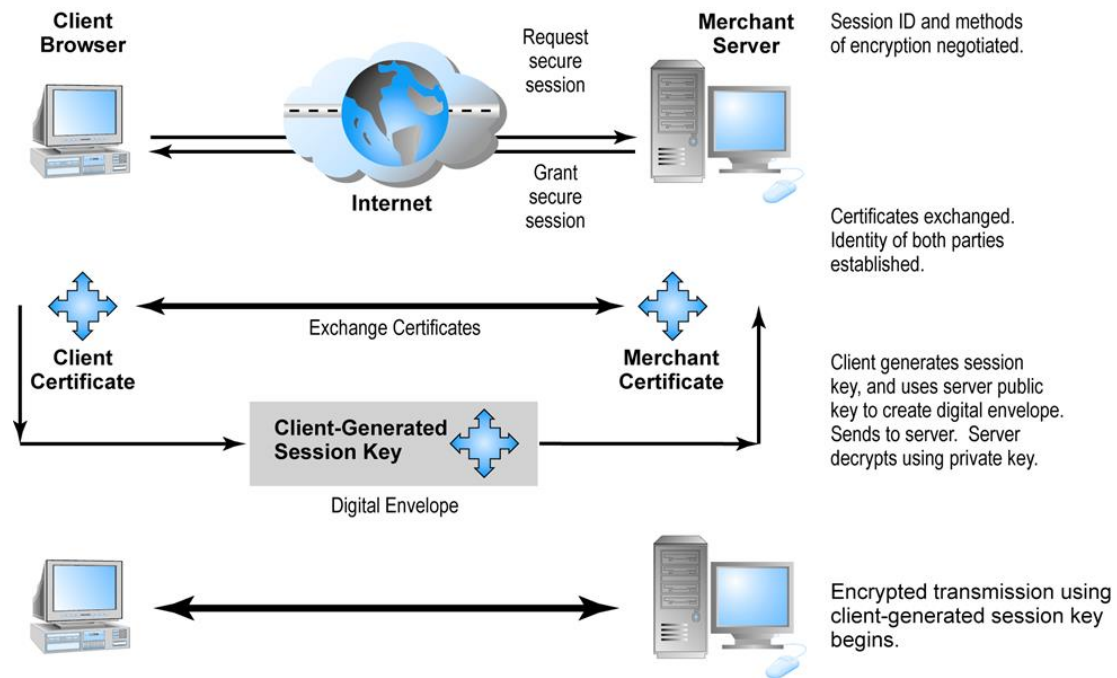 Client
Browser
Request
secure
session
Merchant
Server
Session ID and methods
of encryption negotiated.
Internet
Grant
secure
session
Certificates exchanged.
Identity of both parties
established.
Exchange Certificates
Client
Certificate
Merchant
Certificate
Client generates session
key, and uses server public
key to create digital envelope.
Sends to server. Server
decrypts using private key.
Client-Generated
Session Key
Digital Envelope
Encrypted transmission using
client-generated session key
begins.